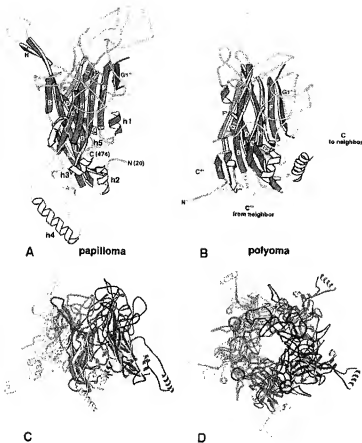 H
G1"
h1
h5
C (474)
N (20)
h3
h2
h4
A papilloma
G1"
C
to neighbor
C""
N
C""
from neighbor
B polyoma
C
D